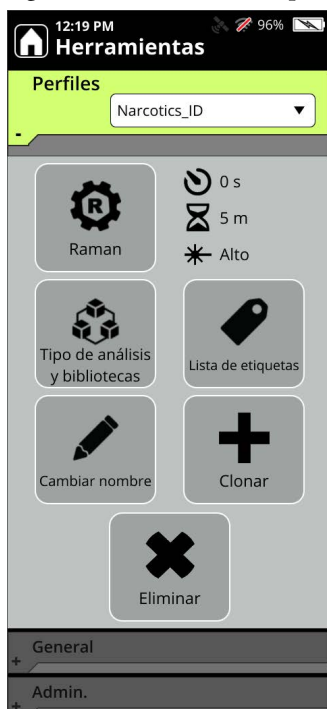 12:19 PM
96%
Herramientas
Perfiles
Narcotics_ID
-
R
0 s
5 m
Raman
Alto
Tipo de análisis
y bibliotecas
Lista de etiquetas
Cambiar nombre
Clonar
Eliminar
General
+
Admin.
+